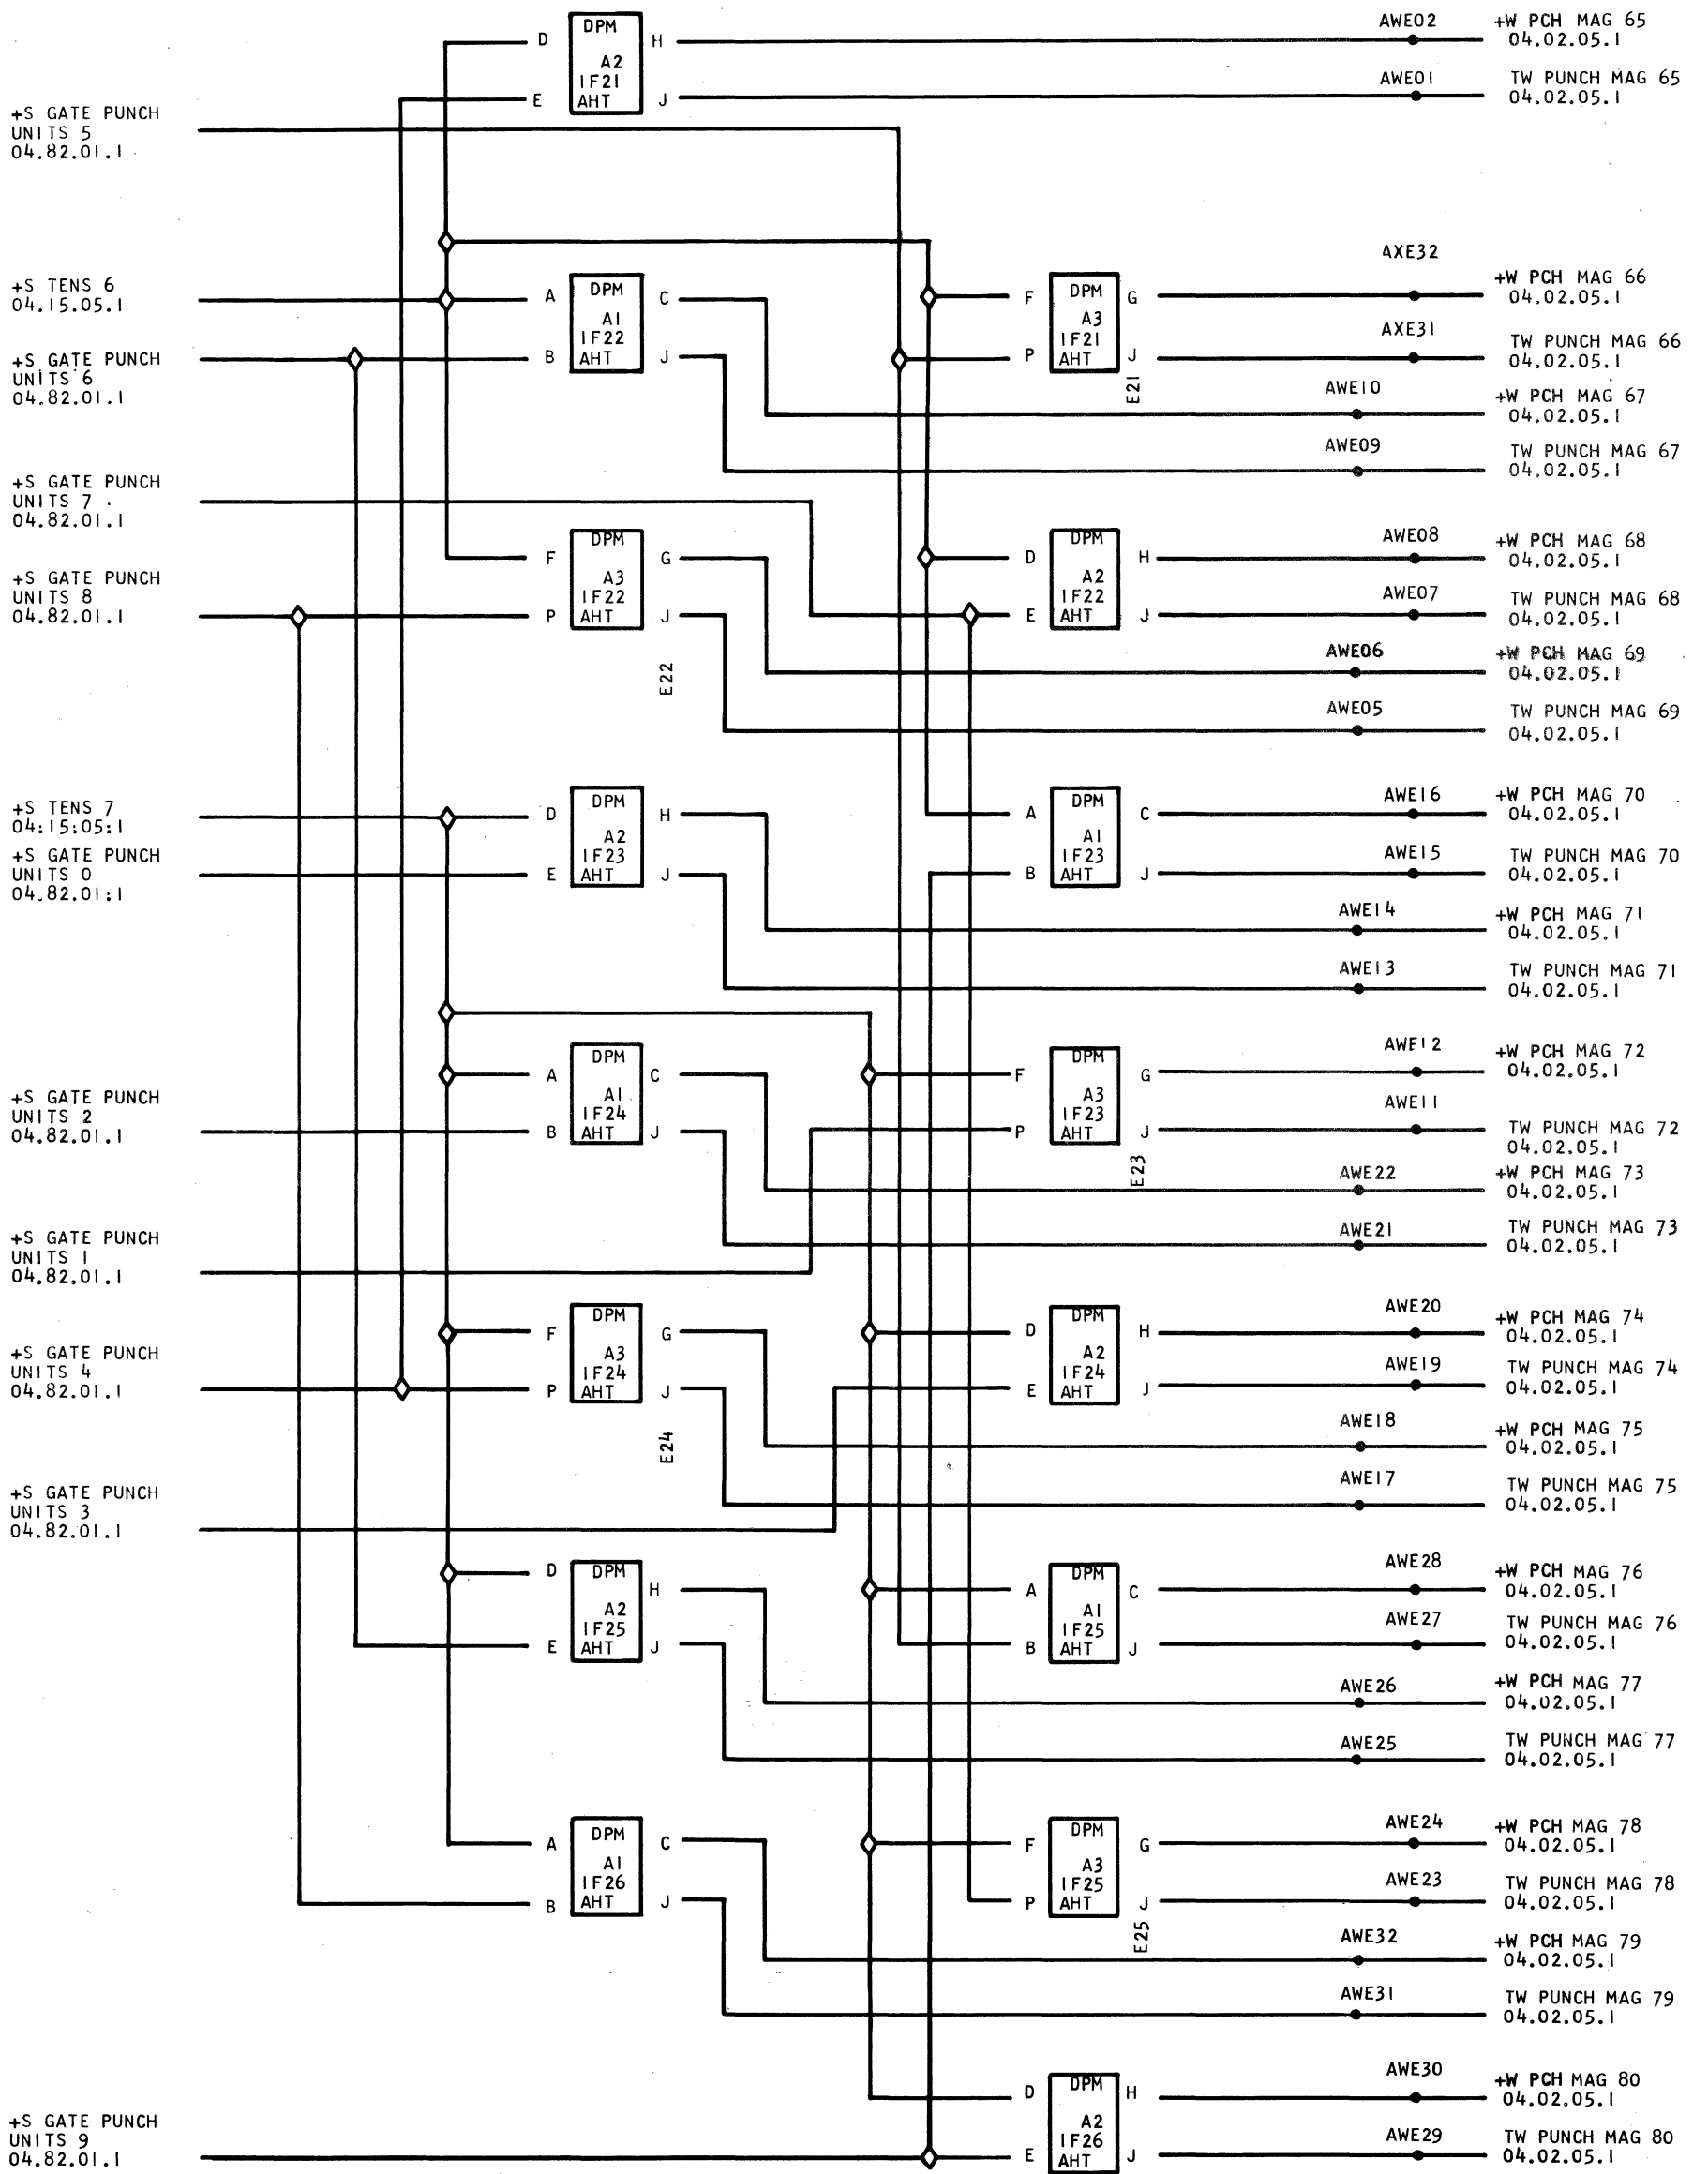 DPM
D
H
A2
1F21
E
AHT
J
AWE02
+W PCH MAG 65
04.02.05.1
AWE01
TW PUNCH MAG 65
04.02.05.1
+S GATE PUNCH
UNITS 5
04.82.01.1
+S TENS 6
04.15.05.1
A
DPM
C
A1
1F22
B
AHT
J
F
DPM
G
A3
1F21
P
AHT
J
E21
AXE32
+W PCH MAG 66
04.02.05.1
AXE31
TW PUNCH MAG 66
04.02.05.1
+S GATE PUNCH
UNITS 6
04.82.01.1
AWE10
+W PCH MAG 67
04.02.05.1
AWE09
TW PUNCH MAG 67
04.02.05.1
+S GATE PUNCH
UNITS 7
04.82.01.1
F
DPM
G
A3
1F22
P
AHT
J
E22
D
DPM
H
A2
1F22
E
AHT
J
AWE08
+W PCH MAG 68
04.02.05.1
AWE07
TW PUNCH MAG 68
04.02.05.1
+S GATE PUNCH
UNITS 8
04.82.01.1
AWE06
+W PCH MAG 69
04.02.05.1
AWE05
TW PUNCH MAG 69
04.02.05.1
+S TENS 7
04:15:05:1
D
DPM
H
A2
1F23
E
AHT
J
A
DPM
C
A1
1F23
B
AHT
J
AWE16
+W PCH MAG 70
04.02.05.1
AWE15
TW PUNCH MAG 70
04.02.05.1
+S GATE PUNCH
UNITS 0
04.82.01:1
AWE14
+W PCH MAG 71
04.02.05.1
AWE13
TW PUNCH MAG 71
04.02.05.1
A
DPM
C
A1
1F24
B
AHT
J
F
DPM
G
A3
1F23
P
AHT
J
E23
AWE12
+W PCH MAG 72
04.02.05.1
AWE11
TW PUNCH MAG 72
04.02.05.1
+S GATE PUNCH
UNITS 2
04.82.01.1
AWE22
+W PCH MAG 73
04.02.05.1
AWE21
TW PUNCH MAG 73
04.02.05.1
+S GATE PUNCH
UNITS 1
04.82.01.1
F
DPM
G
A3
1F24
P
AHT
J
E24
D
DPM
H
A2
1F24
E
AHT
J
AWE20
+W PCH MAG 74
04.02.05.1
AWE19
TW PUNCH MAG 74
04.02.05.1
+S GATE PUNCH
UNITS 4
04.82.01.1
AWE18
+W PCH MAG 75
04.02.05.1
AWE17
TW PUNCH MAG 75
04.02.05.1
+S GATE PUNCH
UNITS 3
04.82.01.1
D
DPM
H
A2
1F25
E
AHT
J
A
DPM
C
A1
1F25
B
AHT
J
AWE28
+W PCH MAG 76
04.02.05.1
AWE27
TW PUNCH MAG 76
04.02.05.1
AWE26
+W PCH MAG 77
04.02.05.1
AWE25
TW PUNCH MAG 77
04.02.05.1
A
DPM
C
A1
1F26
B
AHT
J
F
DPM
G
A3
1F25
P
AHT
J
E25
AWE24
+W PCH MAG 78
04.02.05.1
AWE23
TW PUNCH MAG 78
04.02.05.1
AWE32
+W PCH MAG 79
04.02.05.1
AWE31
TW PUNCH MAG 79
04.02.05.1
D
DPM
H
A2
1F26
E
AHT
J
AWE30
+W PCH MAG 80
04.02.05.1
AWE29
TW PUNCH MAG 80
04.02.05.1
+S GATE PUNCH
UNITS 9
04.82.01.1